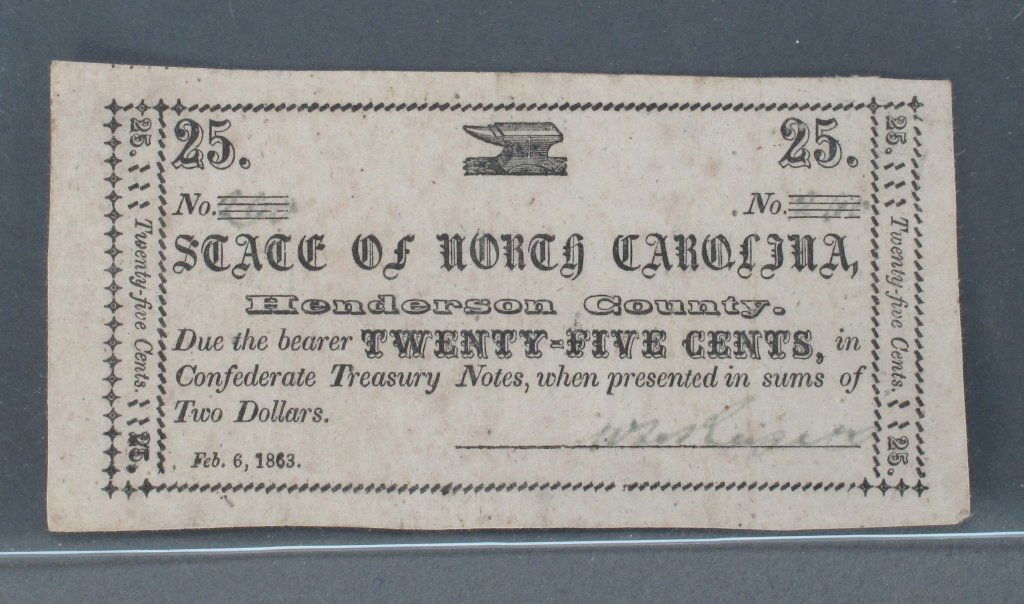 25. 25.
No. No.
STATE OF NORTH CAROLINA,
Henderson County.
Due the bearer TWENTY-FIVE CENTS, in
Confederate Treasury Notes, when presented in sums of
Two Dollars.
Feb. 6, 1863.
25. Twenty-five Cents. 25.
25. Twenty-five Cents. 25.